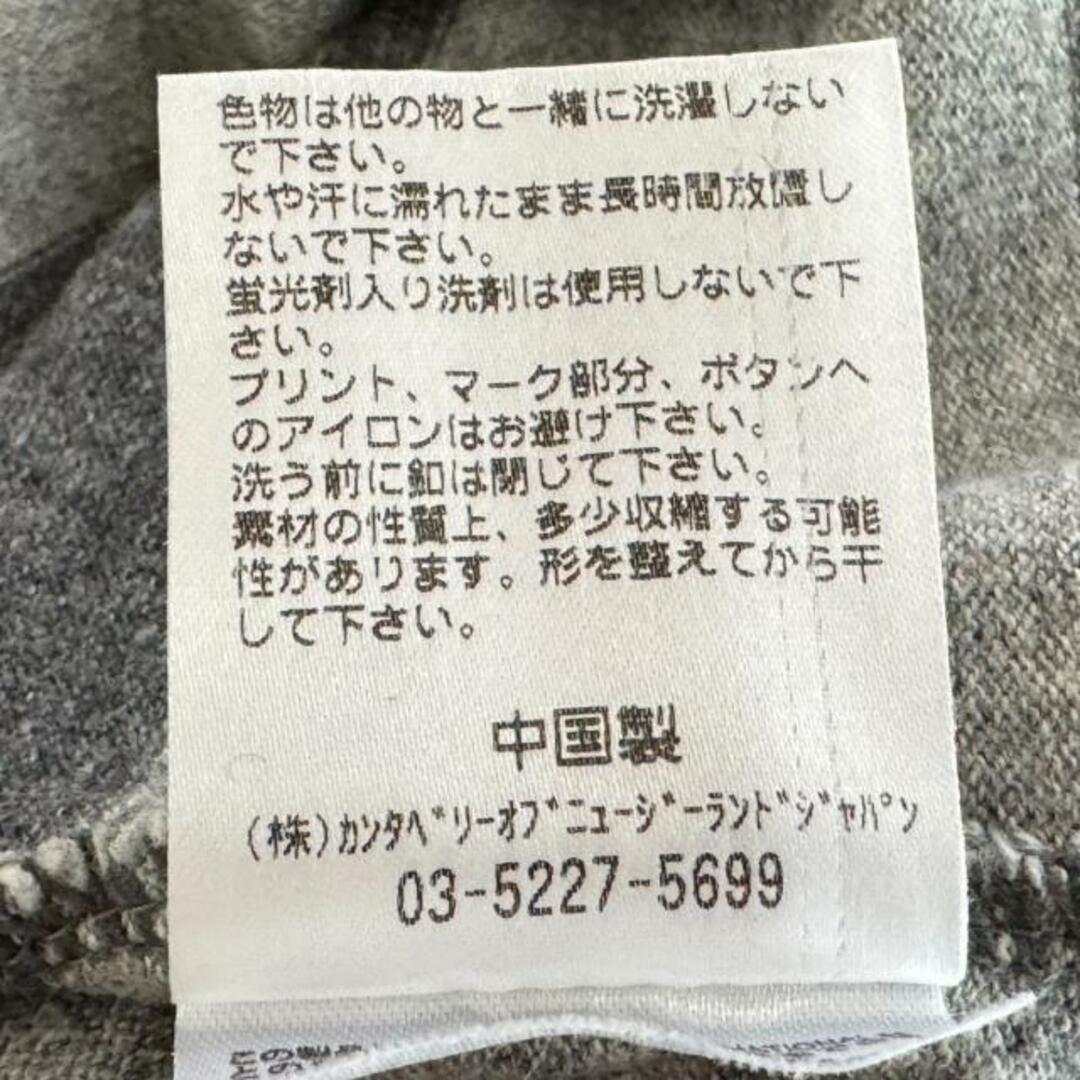 色物は他の物と一緒に洗濯しない
で下さい。
水や汗に濡れたまま長時間放置し
ないで下さい。
蛍光剤入り洗剤は使用しないで下
さい。
プリント、マーク部分、ボタンへ
のアイロンはお避け下さい。
洗う前に釦は閉じて下さい。
素材の性質上、多少収縮する可能
性があります。形を整えてから干
して下さい。
中国製
(株)ｶﾝﾀﾍﾞﾘｰｵﾌﾞﾆｭｰｼﾞｰﾗﾝﾄﾞｼﾞｬﾊﾟﾝ
03-5227-5699